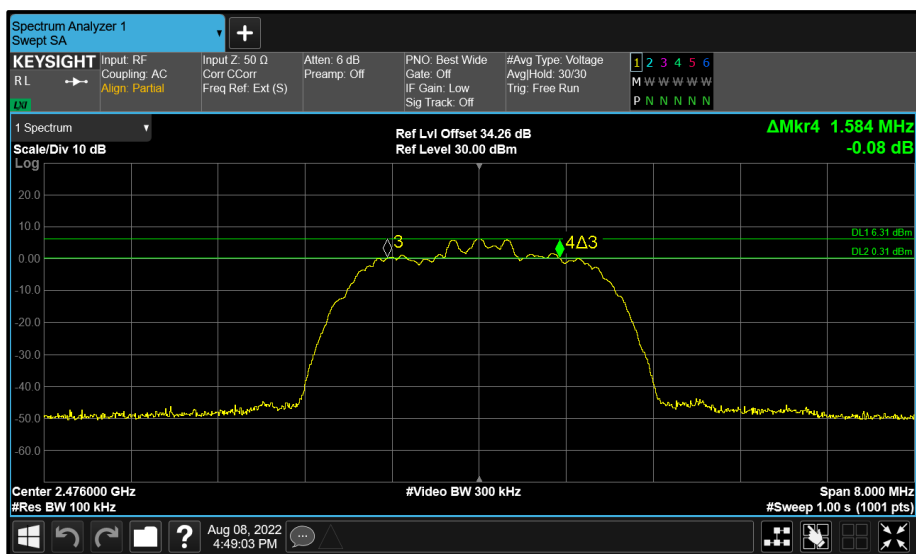 Spectrum Analyzer 1
Swept SA
+
KEYSIGHT
RL
LXI
Input: RF
Coupling: AC
Align: Partial
Input Z: 50 Ω
Corr CCorr
Freq Ref: Ext (S)
Atten: 6 dB
Preamp: Off
PNO: Best Wide
Gate: Off
IF Gain: Low
Sig Track: Off
#Avg Type: Voltage
Avg|Hold: 30/30
Trig: Free Run
1 2 3 4 5 6
M W W W W W
P N N N N N
1 Spectrum
Scale/Div 10 dB
Log
Ref Lvl Offset 34.26 dB
Ref Level 30.00 dBm
ΔMkr4 1.584 MHz
-0.08 dB
20.0
10.0
0.00
-10.0
-20.0
-30.0
-40.0
-50.0
-60.0
3
4Δ3
DL1 6.31 dBm
DL2 0.31 dBm
Center 2.476000 GHz
#Res BW 100 kHz
#Video BW 300 kHz
Span 8.000 MHz
#Sweep 1.00 s (1001 pts)
?
Aug 08, 2022
4:49:03 PM